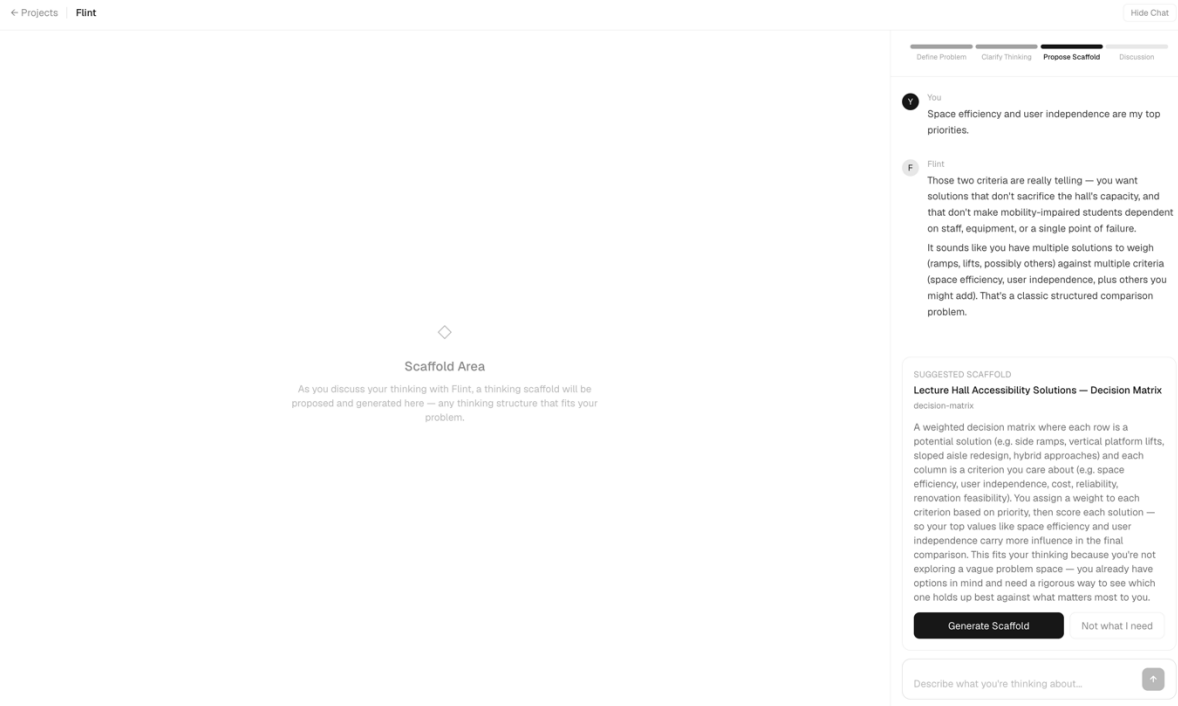 ← Projects
Flint
Hide Chat
Define Problem
Clarify Thinking
Propose Scaffold
Discussion
Y
You
Space efficiency and user independence are my top
priorities.
F
Flint
Those two criteria are really telling — you want
solutions that don't sacrifice the hall's capacity, and
that don't make mobility-impaired students dependent
on staff, equipment, or a single point of failure.
It sounds like you have multiple solutions to weigh
(ramps, lifts, possibly others) against multiple criteria
(space efficiency, user independence, plus others you
might add). That's a classic structured comparison
problem.
Scaffold Area
As you discuss your thinking with Flint, a thinking scaffold will be
proposed and generated here — any thinking structure that fits your
problem.
SUGGESTED SCAFFOLD
Lecture Hall Accessibility Solutions — Decision Matrix
decision-matrix
A weighted decision matrix where each row is a
potential solution (e.g. side ramps, vertical platform lifts,
sloped aisle redesign, hybrid approaches) and each
column is a criterion you care about (e.g. space
efficiency, user independence, cost, reliability,
renovation feasibility). You assign a weight to each
criterion based on priority, then score each solution —
so your top values like space efficiency and user
independence carry more influence in the final
comparison. This fits your thinking because you're not
exploring a vague problem space — you already have
options in mind and need a rigorous way to see which
one holds up best against what matters most to you.
Generate Scaffold
Not what I need
Describe what you're thinking about...